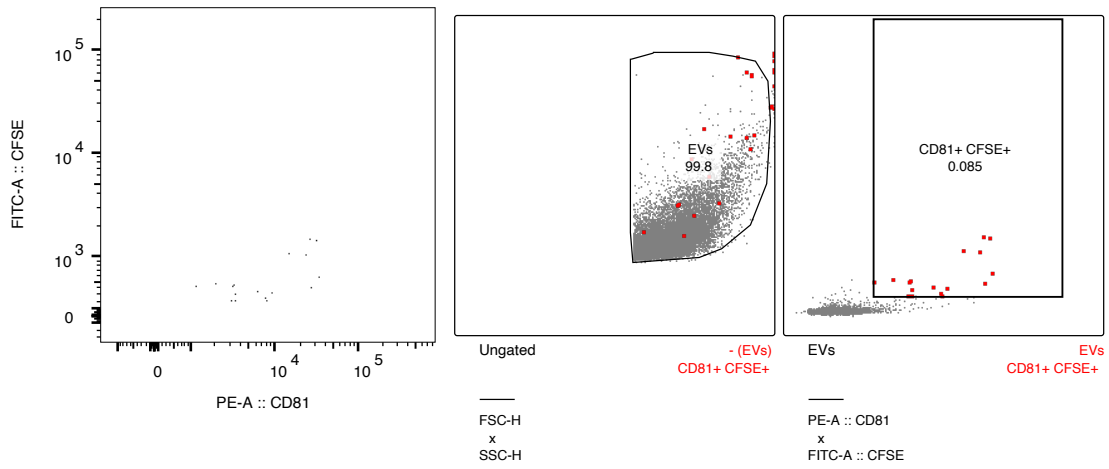 10^5
10^4
10^3
0
FITC-A :: CFSE
0
10^4
10^5
PE-A :: CD81
EVs
99.8
Ungated
- (EVs)
CD81+ CFSE+
FSC-H
x
SSC-H
CD81+ CFSE+
0.085
EVs
EVs
CD81+ CFSE+
PE-A :: CD81
x
FITC-A :: CFSE